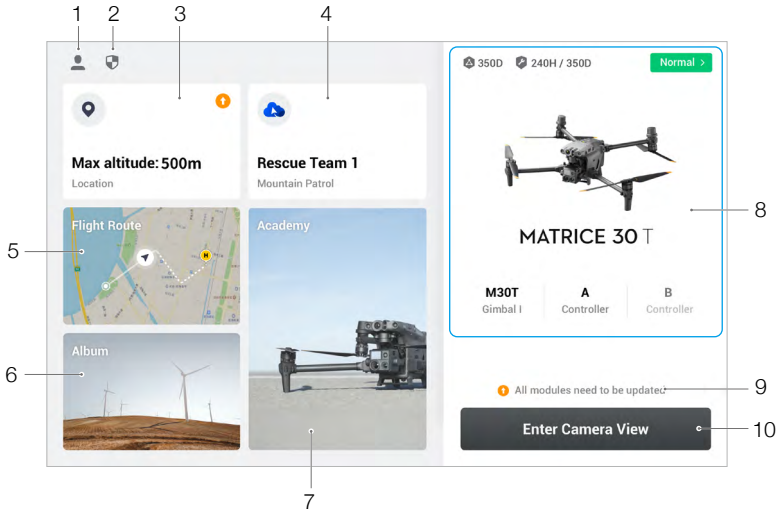 1
2
3
4
350D 240H / 350D
Normal >
Max altitude: 500m
Location
Rescue Team 1
Mountain Patrol
5
Flight Route
H
Academy
8
MATRICE 30 T
M30T
Gimbal I
A
Controller
B
Controller
6
Album
All modules need to be updated
9
Enter Camera View
10
7